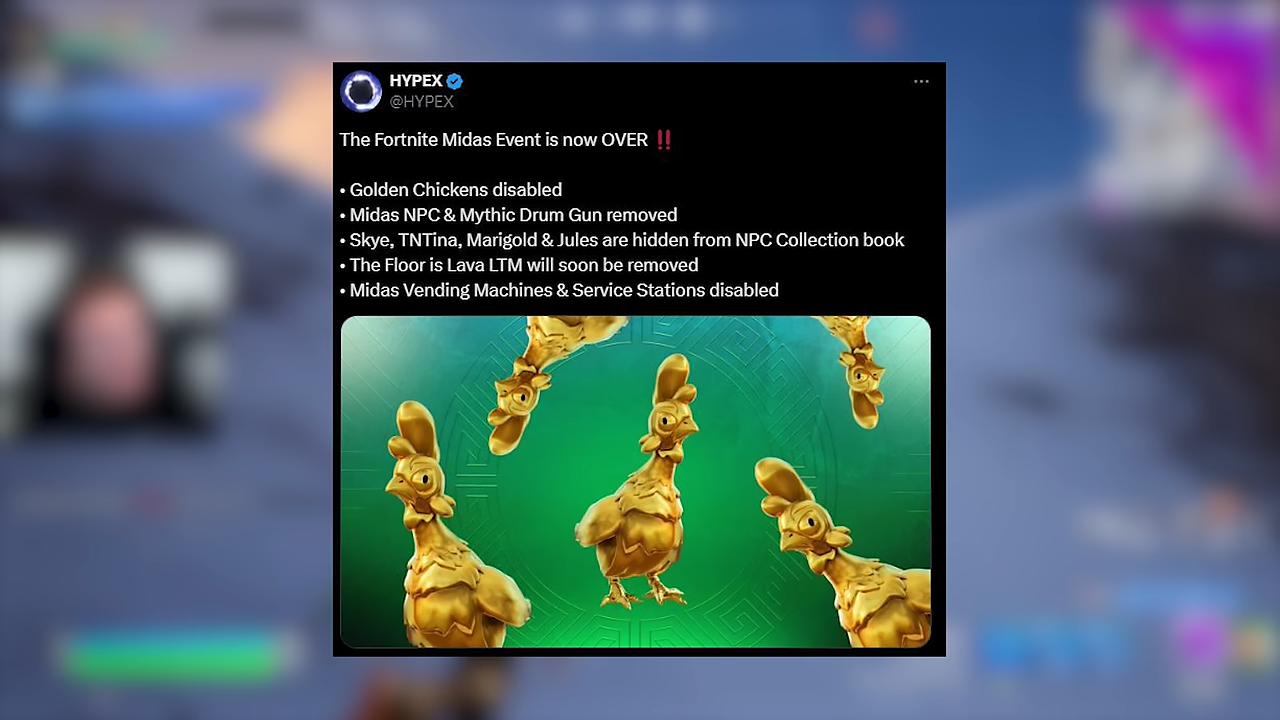 HYPEX
@HYPEX
The Fortnite Midas Event is now OVER ‼️
• Golden Chickens disabled
• Midas NPC & Mythic Drum Gun removed
• Skye, TNTina, Marigold & Jules are hidden from NPC Collection book
• The Floor is Lava LTM will soon be removed
• Midas Vending Machines & Service Stations disabled